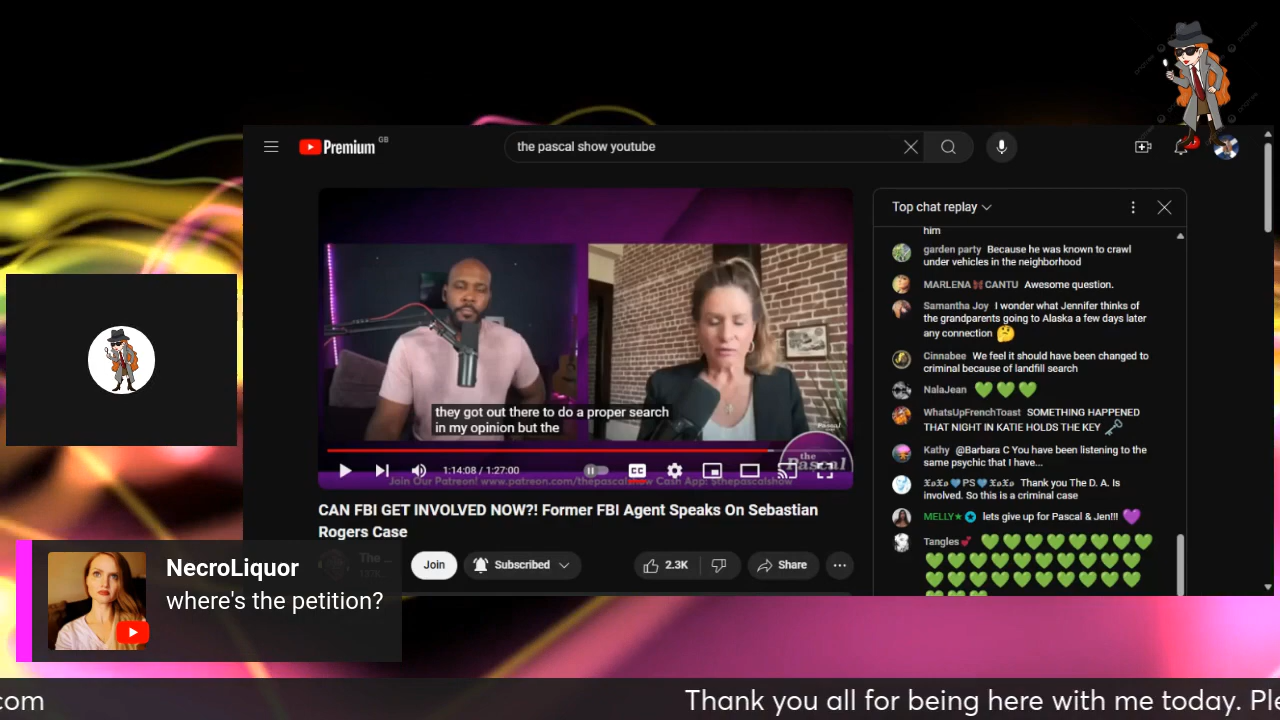 Premium GB
the pascal show youtube
Top chat replay
him
garden party Because he was known to crawl
under vehicles in the neighborhood
MARLENA CANTU Awesome question.
Samantha Joy I wonder what Jennifer thinks of
the grandparents going to Alaska a few days later
any connection 🤔
Cinnabee We feel it should have been changed to
criminal because of landfill search
NalaJean 💚 💚 💚
WhatsUpFrenchToast SOMETHING HAPPENED
THAT NIGHT IN KATIE HOLDS THE KEY 🗝
Kathy @Barbara C You have been listening to the
same psychic that I have...
Thank you The D. A. Is
involved. So this is a criminal case
MELLY★ lets give up for Pascal & Jen!!! 💜
Tangles💕 💚💚💚💚💚💚💚💚
💚💚💚💚💚💚💚💚💚💚
💚💚💚💚💚💚💚💚💚💚
they got out there to do a proper search
in my opinion but the
the
Pascal
1:14:08 / 1:27:00
CC
Join Our Patreon! www.patreon.com/thepascalshow Cash App: $thepascalshow
CAN FBI GET INVOLVED NOW?! Former FBI Agent Speaks On Sebastian
Rogers Case
The ...
Join
Subscribed
2.3K
Share
NecroLiquor
where's the petition?
com
Thank you all for being here with me today. Ple